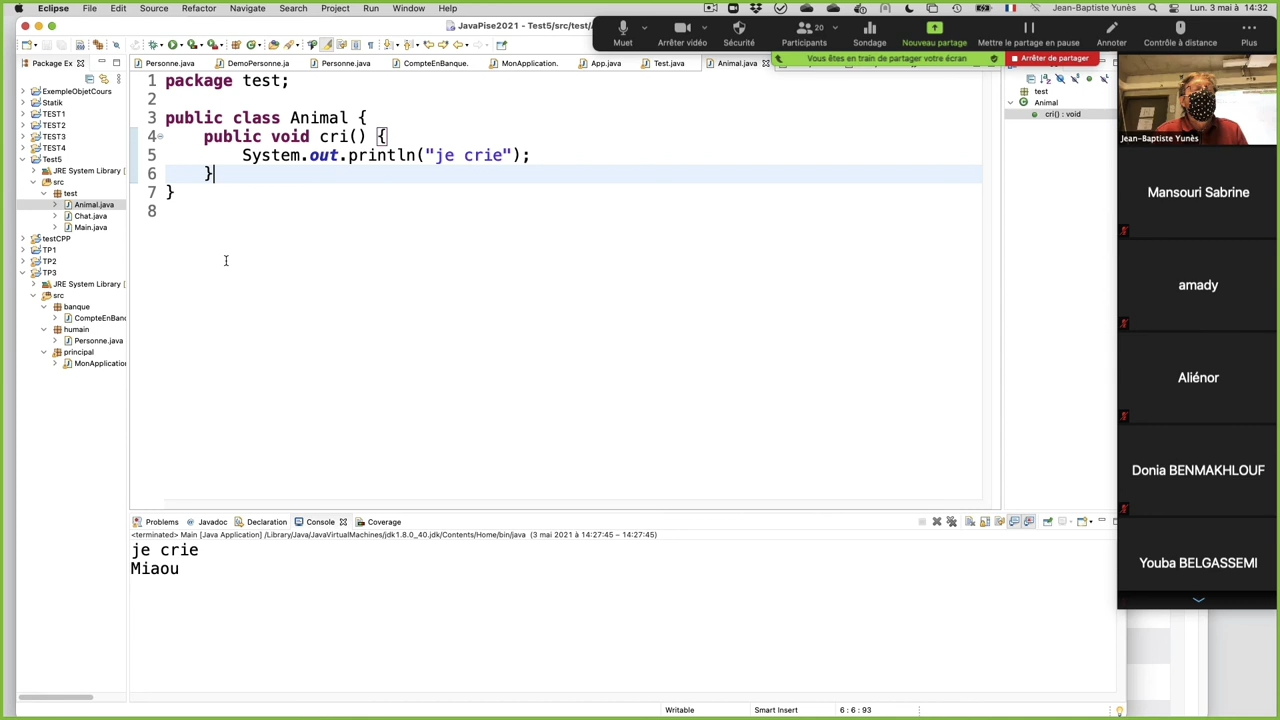 Eclipse File Edit Source Refactor Navigate Search Project Run Window Help Jean-Baptiste Yunès Lun. 3 mai à 14:32
JavaPise2021 - Test5/src/test/
Muet Arrêter vidéo Sécurité 20 Participants Sondage Nouveau partage Mettre le partage en pause Annoter Contrôle à distance Plus
Vous êtes en train de partager votre écran Arrêter de partager
Package Ex Personne.java DemoPersonne.ja Personne.java CompteEnBanque. MonApplication. App.java Test.java Animal.java
ExempleObjetCours
Statik
TEST1
TEST2
TEST3
TEST4
Test5
JRE System Library [
src
test
Animal.java
Chat.java
Main.java
testCPP
TP1
TP2
TP3
JRE System Library [
src
banque
CompteEnBanc
humain
Personne.java
principal
MonApplication
1 package test;
2
3 public class Animal {
4 public void cri() {
5 System.out.println("je crie");
6 }
7 }
8
test
Animal
cri() : void
Jean-Baptiste Yunès
Mansouri Sabrine
amady
Aliénor
Donia BENMAKHLOUF
Youba BELGASSEMI
Problems Javadoc Declaration Console Coverage
<terminated> Main [Java Application] /Library/Java/JavaVirtualMachines/jdk1.8.0_40.jdk/Contents/Home/bin/java (3 mai 2021 à 14:27:45 – 14:27:45)
je crie
Miaou
Writable Smart Insert 6 : 6 : 93